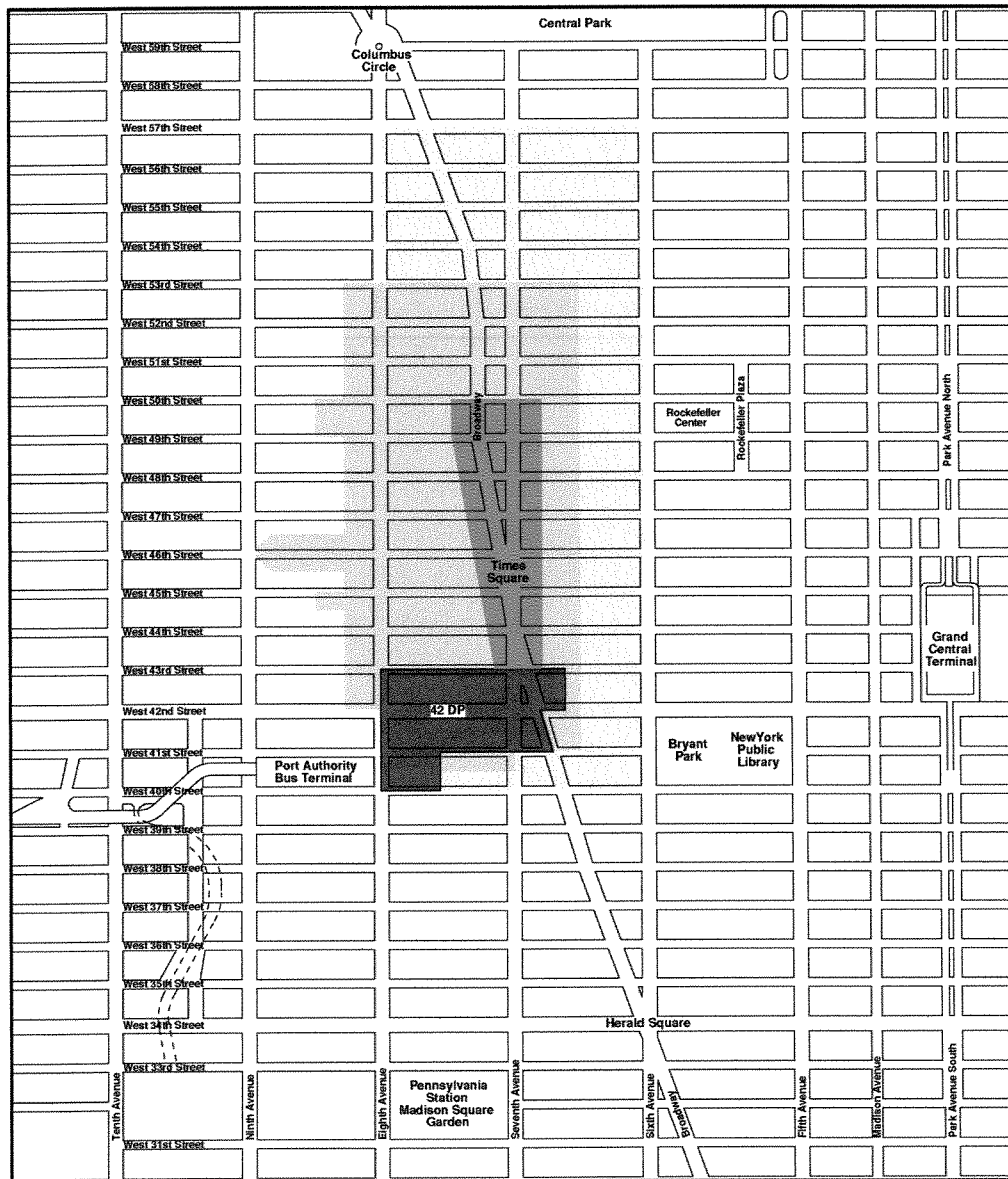 Central Park
West 59th Street
Columbus
Circle
West 58th Street
West 57th Street
West 56th Street
West 55th Street
West 54th Street
West 53rd Street
West 52nd Street
West 51st Street
West 50th Street
Broadway
Rockefeller
Center
Rockefeller Plaza
Park Avenue North
West 49th Street
West 48th Street
West 47th Street
West 46th Street
Times
Square
West 45th Street
West 44th Street
Grand
Central
Terminal
West 43rd Street
West 42nd Street
42 DP
West 41st Street
Port Authority
Bus Terminal
Bryant
Park
NewYork
Public
Library
West 40th Street
West 39th Street
West 38th Street
West 37th Street
West 36th Street
West 35th Street
West 34th Street
Herald Square
West 33rd Street
Tenth Avenue
Ninth Avenue
Eighth Avenue
Pennsylvania
Station
Madison Square
Garden
Seventh Avenue
Sixth Avenue
Broadway
Fifth Avenue
Madison Avenue
Park Avenue South
West 31st Street